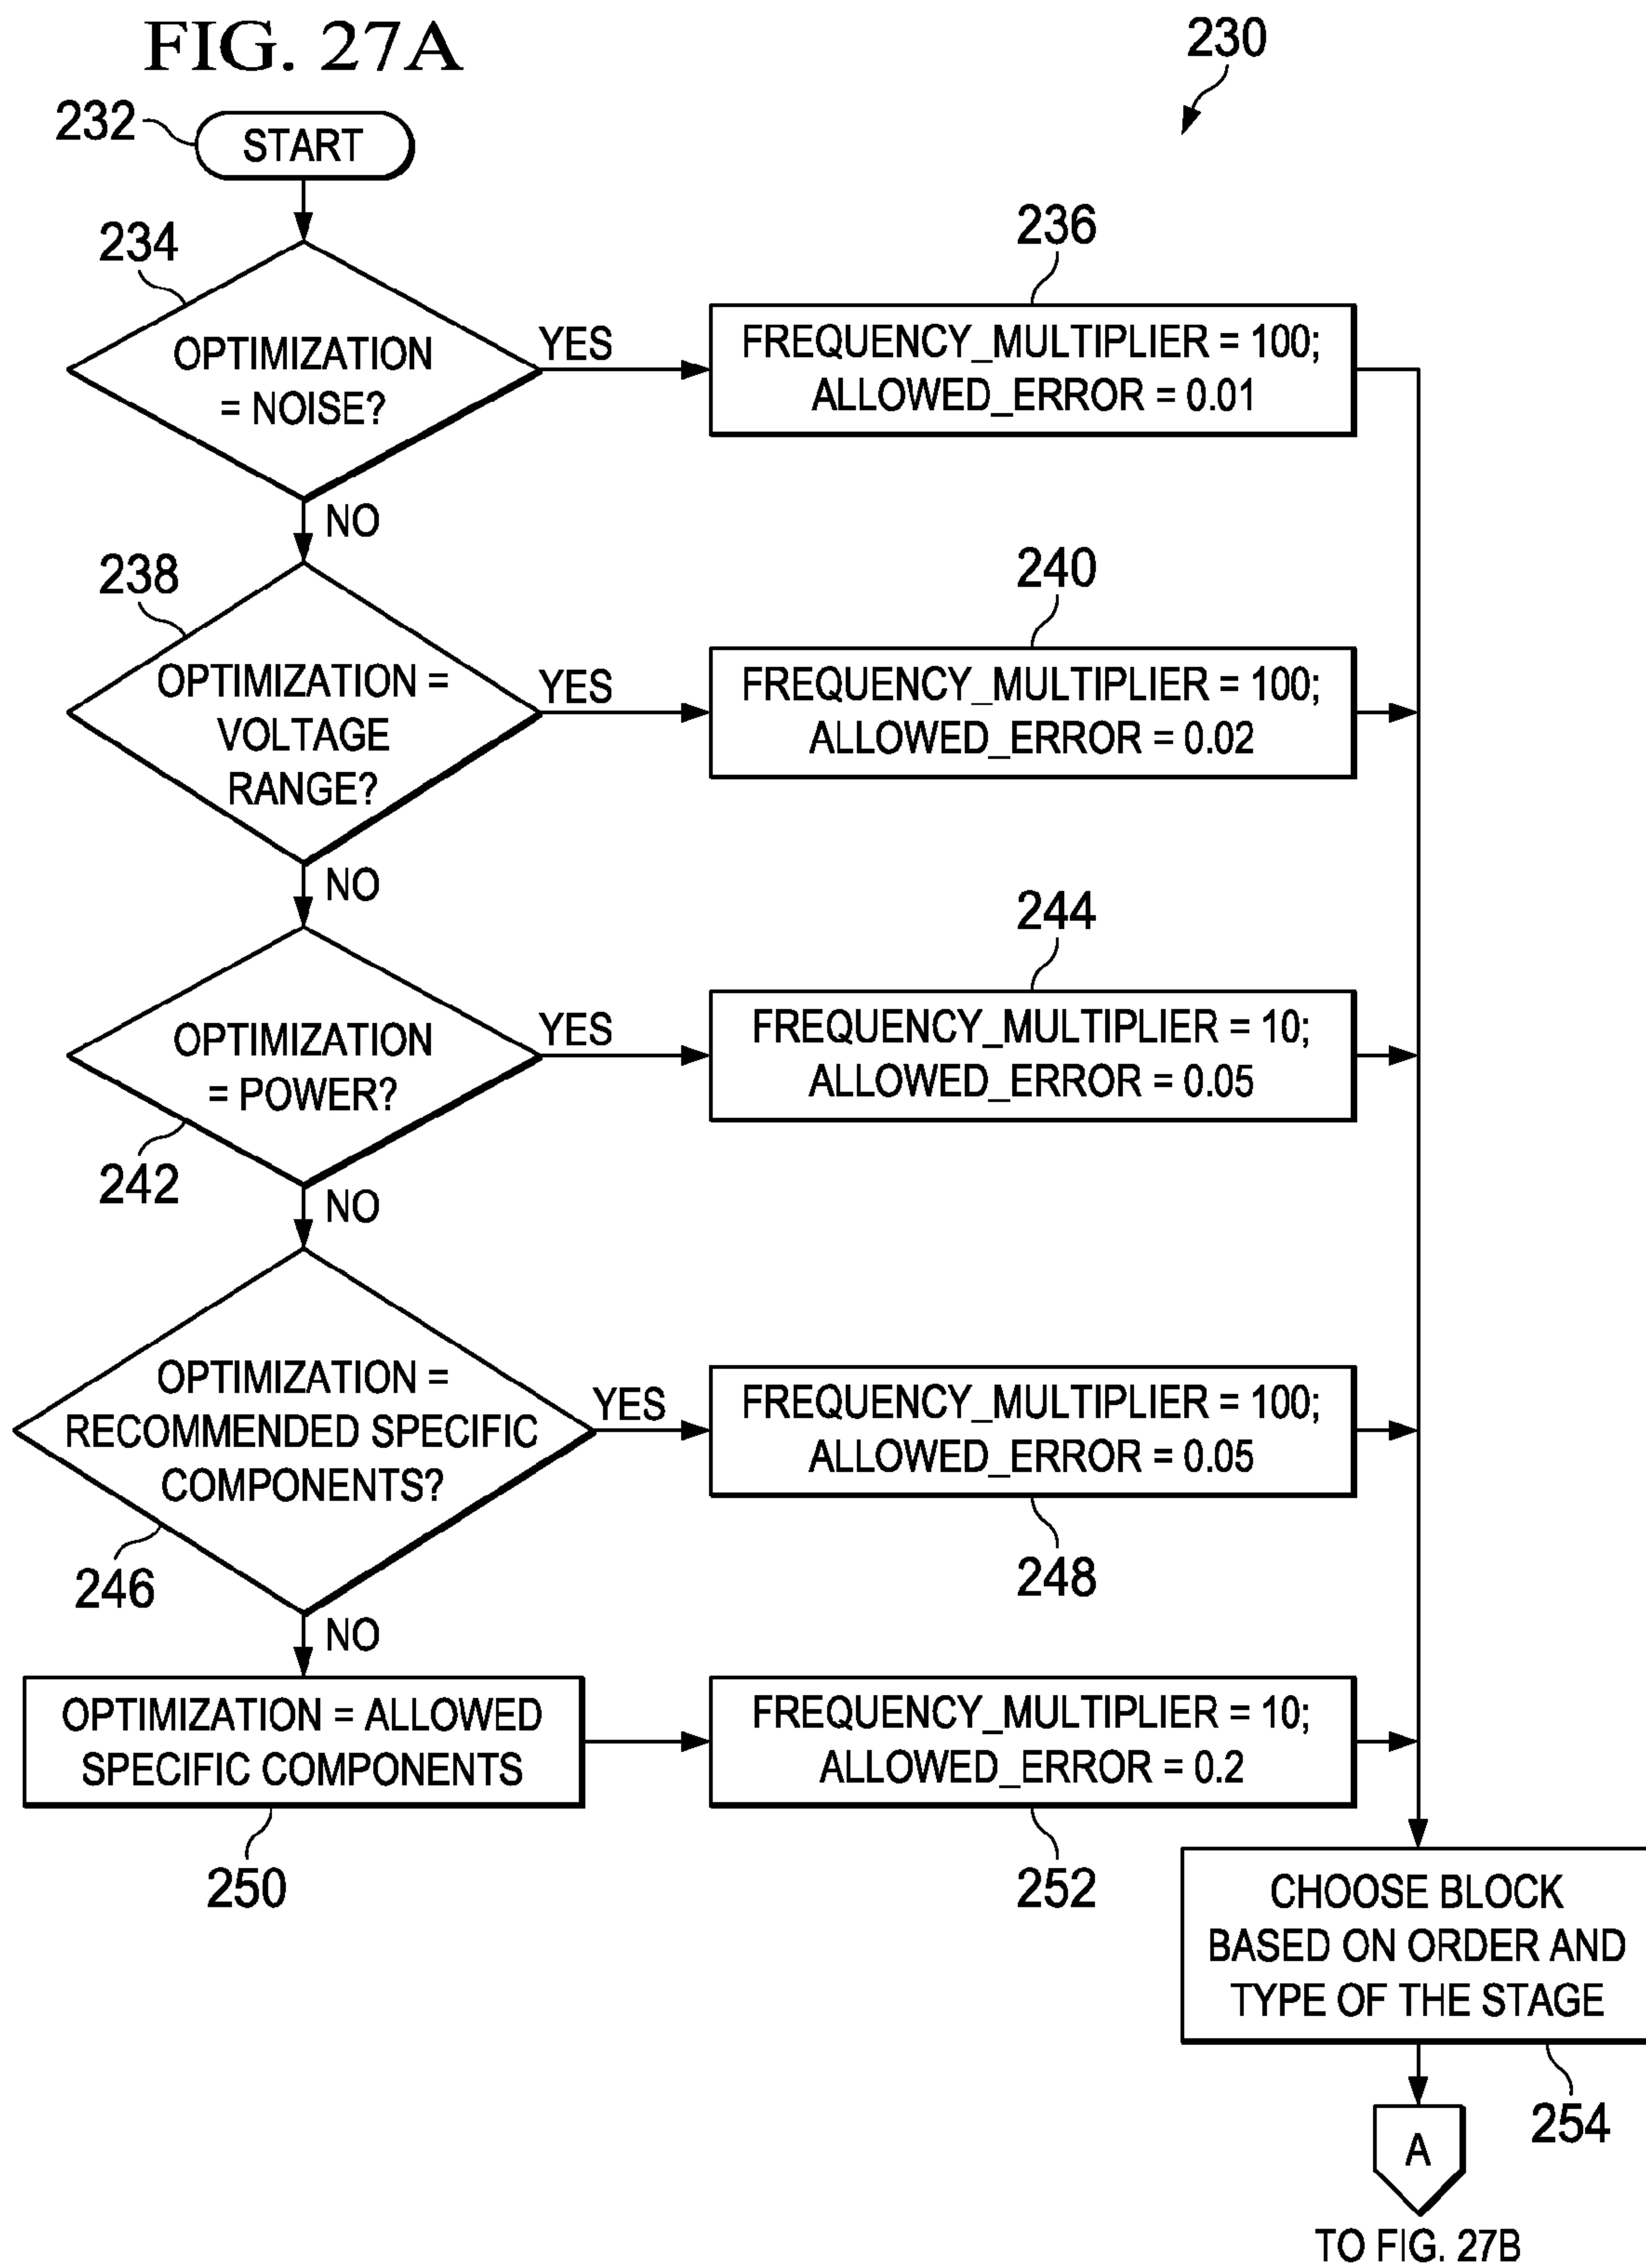 FIG. 27A
230
232
START
234
OPTIMIZATION
= NOISE?
YES
236
FREQUENCY_MULTIPLIER = 100;
ALLOWED_ERROR = 0.01
NO
238
OPTIMIZATION =
VOLTAGE
RANGE?
YES
240
FREQUENCY_MULTIPLIER = 100;
ALLOWED_ERROR = 0.02
NO
242
OPTIMIZATION
= POWER?
YES
244
FREQUENCY_MULTIPLIER = 10;
ALLOWED_ERROR = 0.05
NO
246
OPTIMIZATION =
RECOMMENDED SPECIFIC
COMPONENTS?
YES
FREQUENCY_MULTIPLIER = 100;
ALLOWED_ERROR = 0.05
248
NO
OPTIMIZATION = ALLOWED
SPECIFIC COMPONENTS
250
FREQUENCY_MULTIPLIER = 10;
ALLOWED_ERROR = 0.2
252
CHOOSE BLOCK
BASED ON ORDER AND
TYPE OF THE STAGE
254
A
TO FIG. 27B